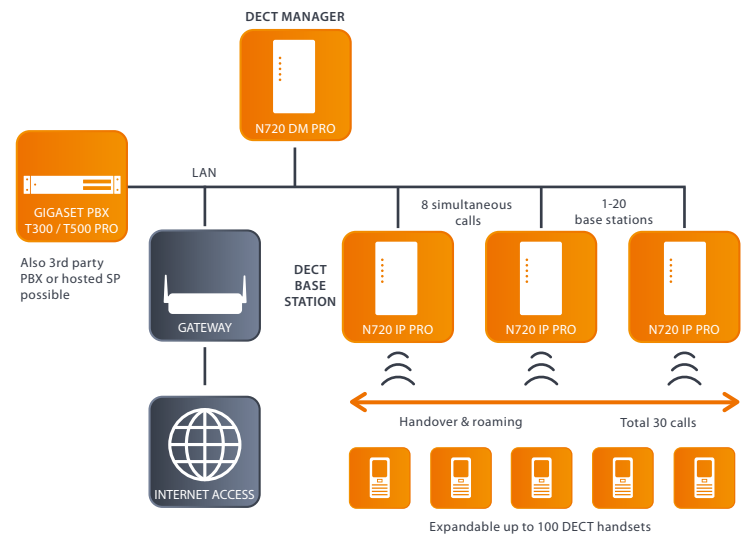 DECT MANAGER
N720 DM PRO
LAN
GIGASET PBX
T300 / T500 PRO
Also 3rd party
PBX or hosted SP
possible
GATEWAY
INTERNET ACCESS
8 simultaneous
calls
1-20
base stations
DECT
BASE
STATION
N720 IP PRO
N720 IP PRO
N720 IP PRO
Handover & roaming
Total 30 calls
Expandable up to 100 DECT handsets